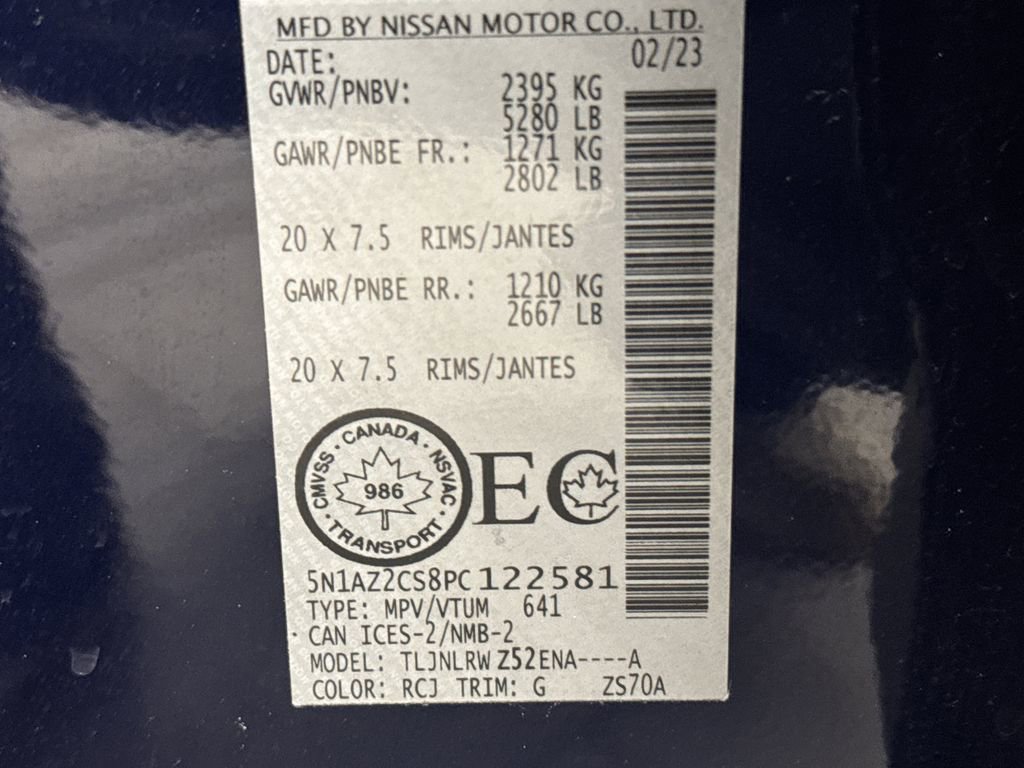 MFD BY NISSAN MOTOR CO., LTD.
DATE: 02/23
GVWR/PNBV: 2395 KG
5280 LB
GAWR/PNBE FR.: 1271 KG
2802 LB
20 X 7.5 RIMS/JANTES
GAWR/PNBE RR.: 1210 KG
2667 LB
20 X 7.5 RIMS/JANTES
CANADA · NSVAC · TRANSPORT · CMVSS ·
986
EC
5N1AZ2CS8PC122581
TYPE: MPV/VTUM 641
CAN ICES-2/NMB-2
MODEL: TLJNLRWZ52ENA----A
COLOR: RCJ TRIM: G ZS70A